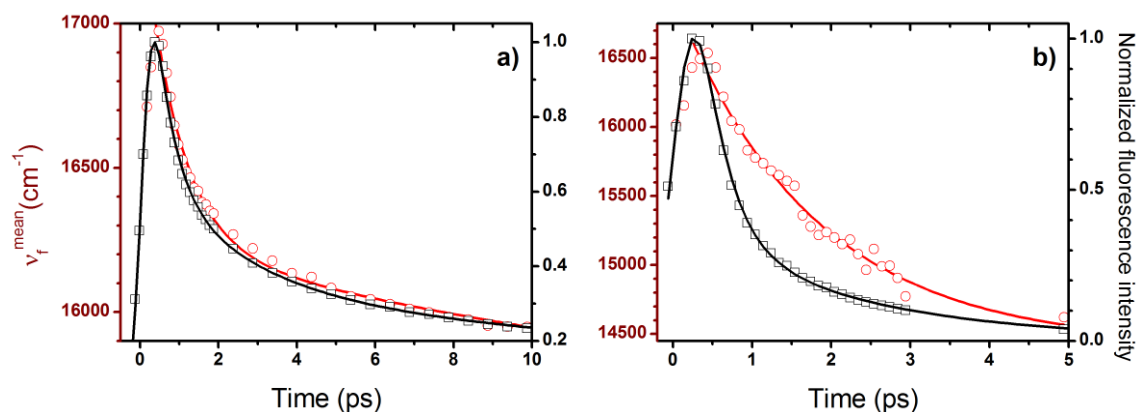 17000
16500
16000
ν_f^mean (cm⁻¹)
a)
1.0
0.8
0.6
0.4
0.2
0 2 4 6 8 10
Time (ps)
16500
16000
15500
15000
14500
b)
1.0
0.5
0.0
Normalized fluorescence intensity
0 1 2 3 4 5
Time (ps)